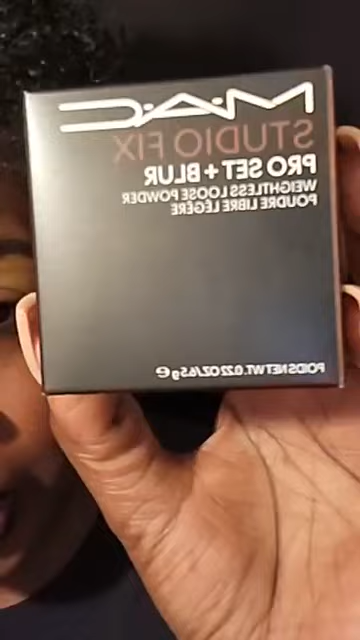 M·A·C
STUDIO FIX
PRO SET + BLUR
WEIGHTLESS LOOSE POWDER
POUDRE LIBRE LÉGÈRE
POIDS NET WT. 0.22 OZ./6.5 g ℮